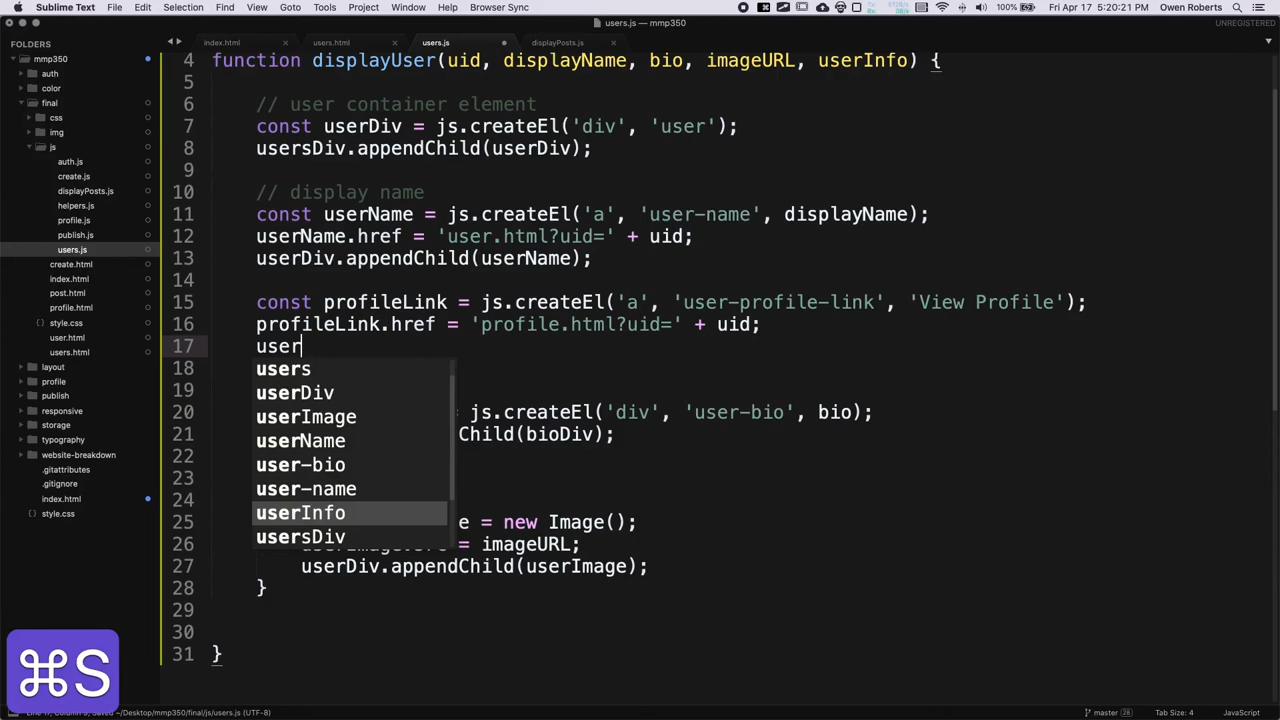 Sublime Text File Edit Selection Find View Goto Tools Project Window Help Browser Sync 100% Fri Apr 17 5:20:21 PM Owen Roberts
users.js — mmp350
UNREGISTERED
FOLDERS
mmp350
auth
color
final
css
img
js
auth.js
create.js
displayPosts.js
helpers.js
profile.js
publish.js
users.js
create.html
index.html
post.html
profile.html
style.css
user.html
users.html
layout
profile
publish
responsive
storage
typography
website-breakdown
.gitattributes
.gitignore
index.html
style.css
index.html
users.html
users.js
displayPosts.js
4 function displayUser(uid, displayName, bio, imageURL, userInfo) {
5
6 // user container element
7 const userDiv = js.createEl('div', 'user');
8 usersDiv.appendChild(userDiv);
9
10 // display name
11 const userName = js.createEl('a', 'user-name', displayName);
12 userName.href = 'user.html?uid=' + uid;
13 userDiv.appendChild(userName);
14
15 const profileLink = js.createEl('a', 'user-profile-link', 'View Profile');
16 profileLink.href = 'profile.html?uid=' + uid;
17 user
18
19
20 = js.createEl('div', 'user-bio', bio);
21 Child(bioDiv);
22
23
24
25 e = new Image();
26 = imageURL;
27 userDiv.appendChild(userImage);
28 }
29
30
31 }
users
userDiv
userImage
userName
user-bio
user-name
userInfo
usersDiv
⌘S
~/Desktop/mmp350/final/js/users.js (UTF-8)
master 28
Tab Size: 4
JavaScript